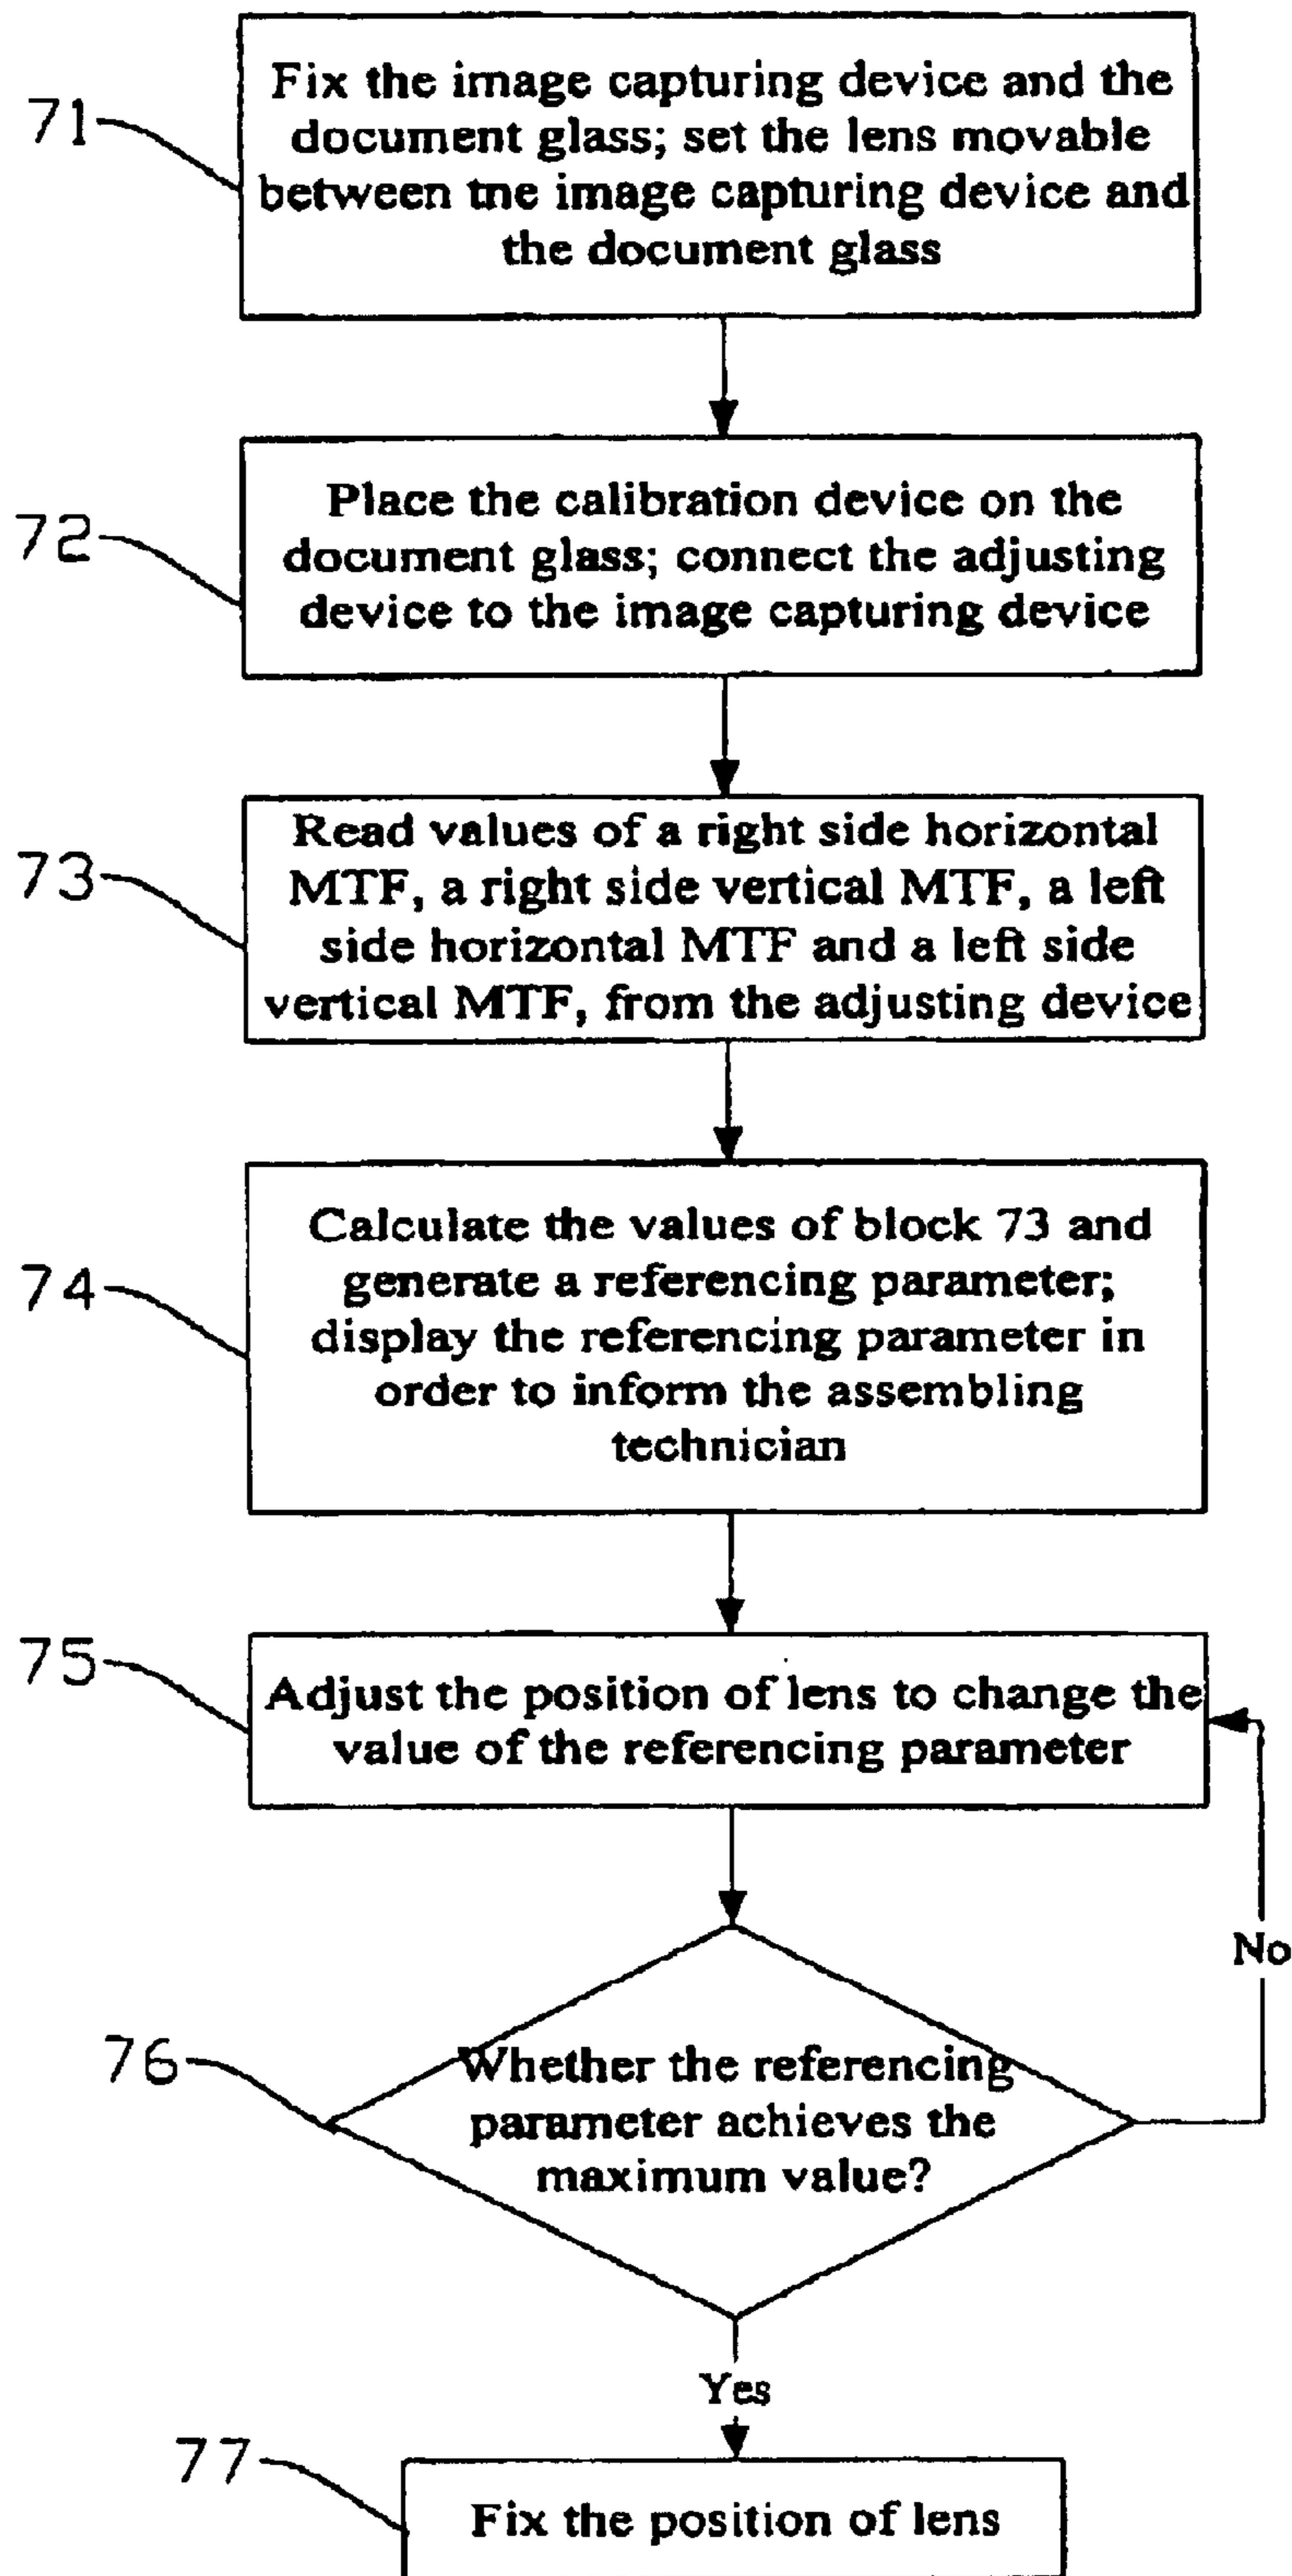 71
Fix the image capturing device and the
document glass; set the lens movable
between tne image capturing device and
the document glass
72
Place the calibration device on the
document glass; connect the adjusting
device to the image capturing device
73
Read values of a right side horizontal
MTF, a right side vertical MTF, a left
side horizontal MTF and a left side
vertical MTF, from the adjusting device
74
Calculate the values of block 73 and
generate a referencing parameter;
display the referencing parameter in
order to inform the assembling
technician
75
Adjust the position of lens to change the
value of the referencing parameter
No
76
Whether the referencing
parameter achieves the
maximum value?
Yes
77
Fix the position of lens